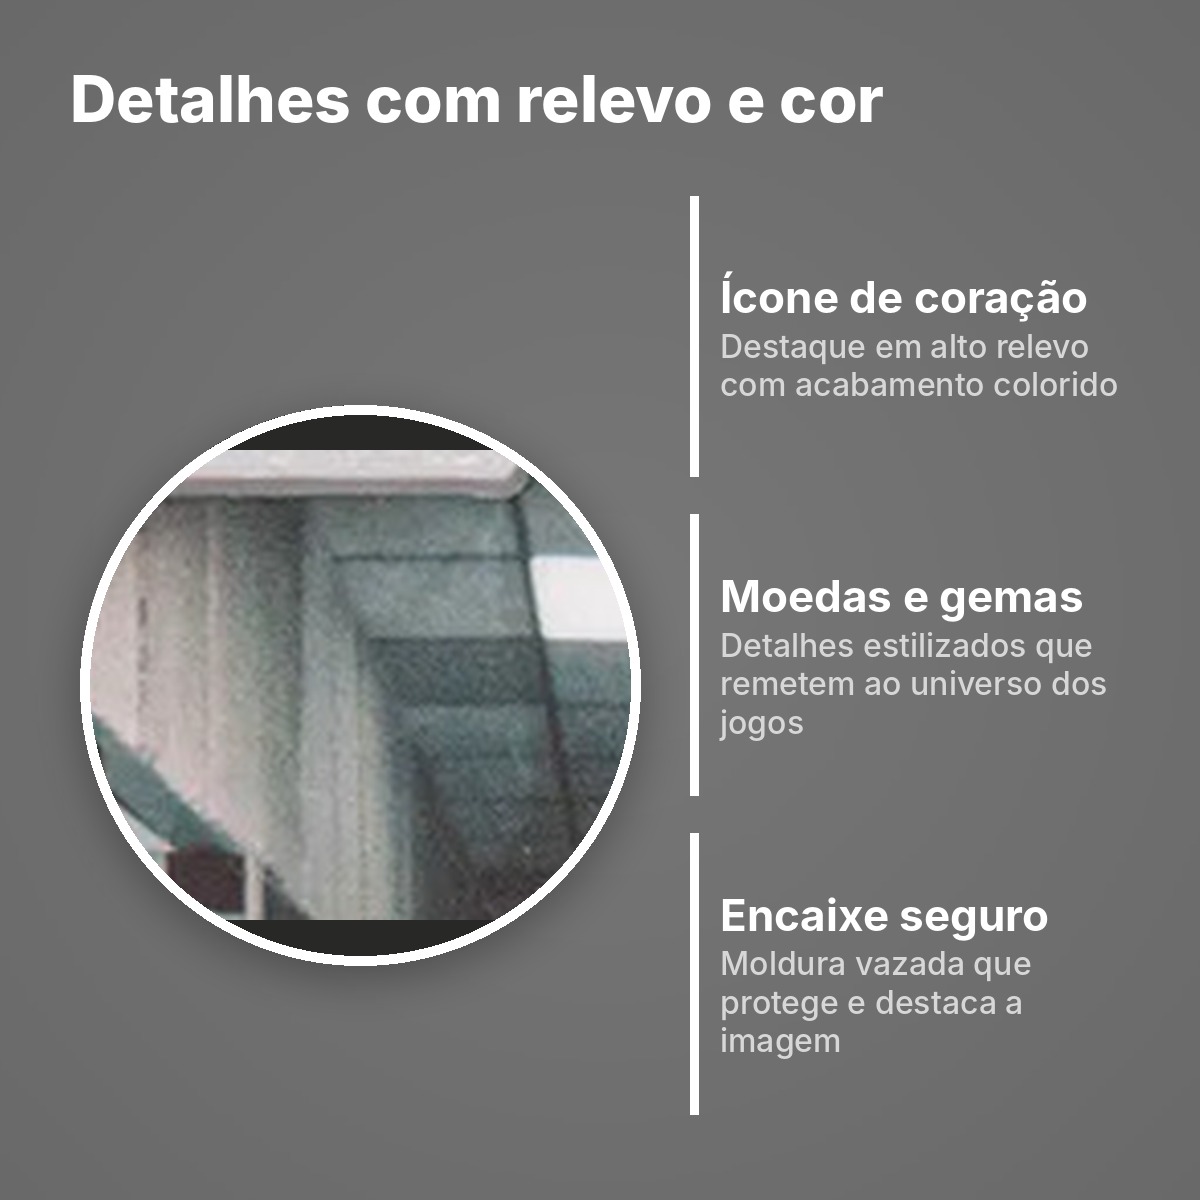 Detalhes com relevo e cor
Ícone de coração
Destaque em alto relevo
com acabamento colorido
Moedas e gemas
Detalhes estilizados que
remetem ao universo dos
jogos
Encaixe seguro
Moldura vazada que
protege e destaca a
imagem